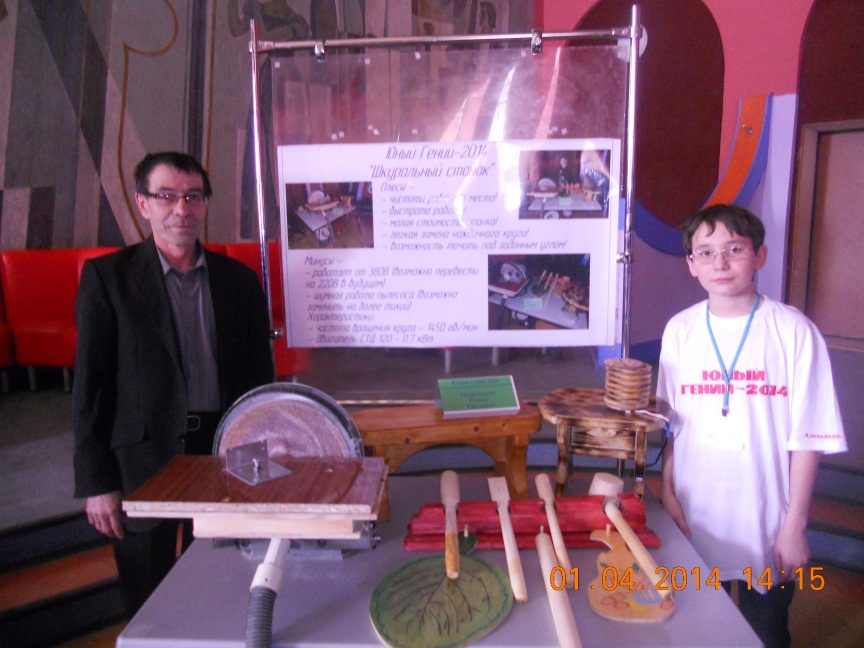 Юный Гений-2014
"Шкуральный станок"
Плюсы -
- чистота места!
- быстрота работы!
- малая стоимость станка!
- легкая замена наждачного круга!
- возможность точить под заданным углом!
Минусы -
- работает от 380В (возможно перевести
на 220В в будущем)
- шумная работа пылесоса (возможно
заменить на более тихий)
Характеристики
- частота вращения круга - 1450 об/мин
- двигатель СТД 120 - 0,7 кВт
ЮНЫЙ
ГЕНИЙ-2014
01.04.2014 14:15